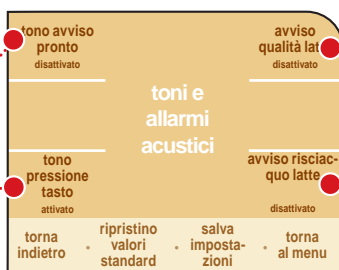 tono avviso
pronto
disattivato
avviso
qualità
disattivato
toni e
allarmi
acustici
tono
pressione
tasto
attivato
avviso risciac-
quo latte
disattivato
torna
indietro
ripristino
valori
standard
salva
imposta-
zioni
torna
al menu